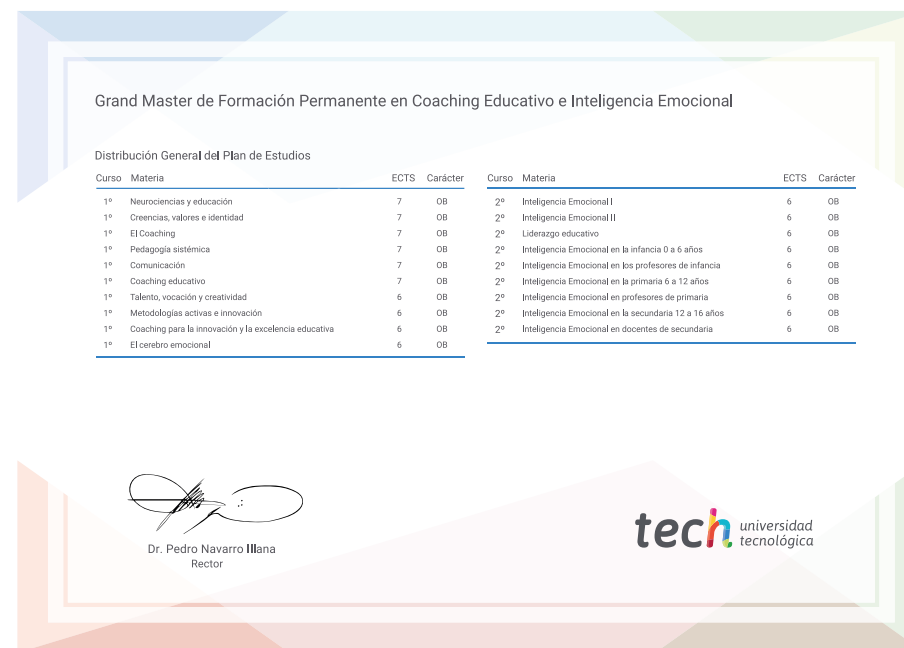 Grand Master de Formación Permanente en Coaching Educativo e Inteligencia Emocional
Distribución General del Plan de Estudios
Curso Materia ECTS Carácter
1º Neurociencias y educación 7 OB
1º Creencias, valores e identidad 7 OB
1º El Coaching 7 OB
1º Pedagogía sistémica 7 OB
1º Comunicación 7 OB
1º Coaching educativo 7 OB
1º Talento, vocación y creatividad 6 OB
1º Metodologías activas e innovación 6 OB
1º Coaching para la innovación y la excelencia educativa 6 OB
1º El cerebro emocional 6 OB
Curso Materia ECTS Carácter
2º Inteligencia Emocional I 6 OB
2º Inteligencia Emocional II 6 OB
2º Liderazgo educativo 6 OB
2º Inteligencia Emocional en la infancia 0 a 6 años 6 OB
2º Inteligencia Emocional en los profesores de infancia 6 OB
2º Inteligencia Emocional en la primaria 6 a 12 años 6 OB
2º Inteligencia Emocional en profesores de primaria 6 OB
2º Inteligencia Emocional en la secundaria 12 a 16 años 6 OB
2º Inteligencia Emocional en docentes de secundaria 6 OB
Dr. Pedro Navarro Illana
Rector
tech universidad
tecnológica